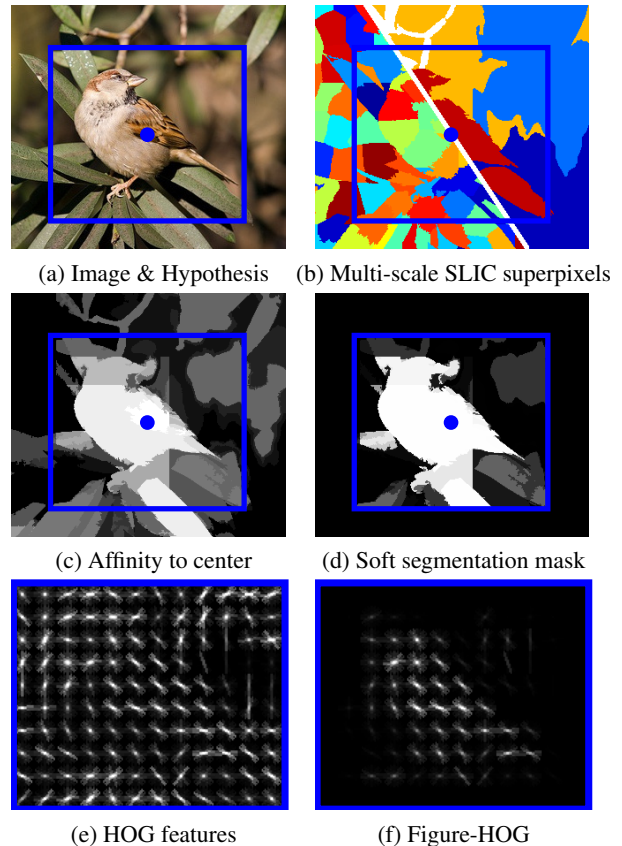 (a) Image & Hypothesis
(b) Multi-scale SLIC superpixels
(c) Affinity to center
(d) Soft segmentation mask
(e) HOG features
(f) Figure-HOG